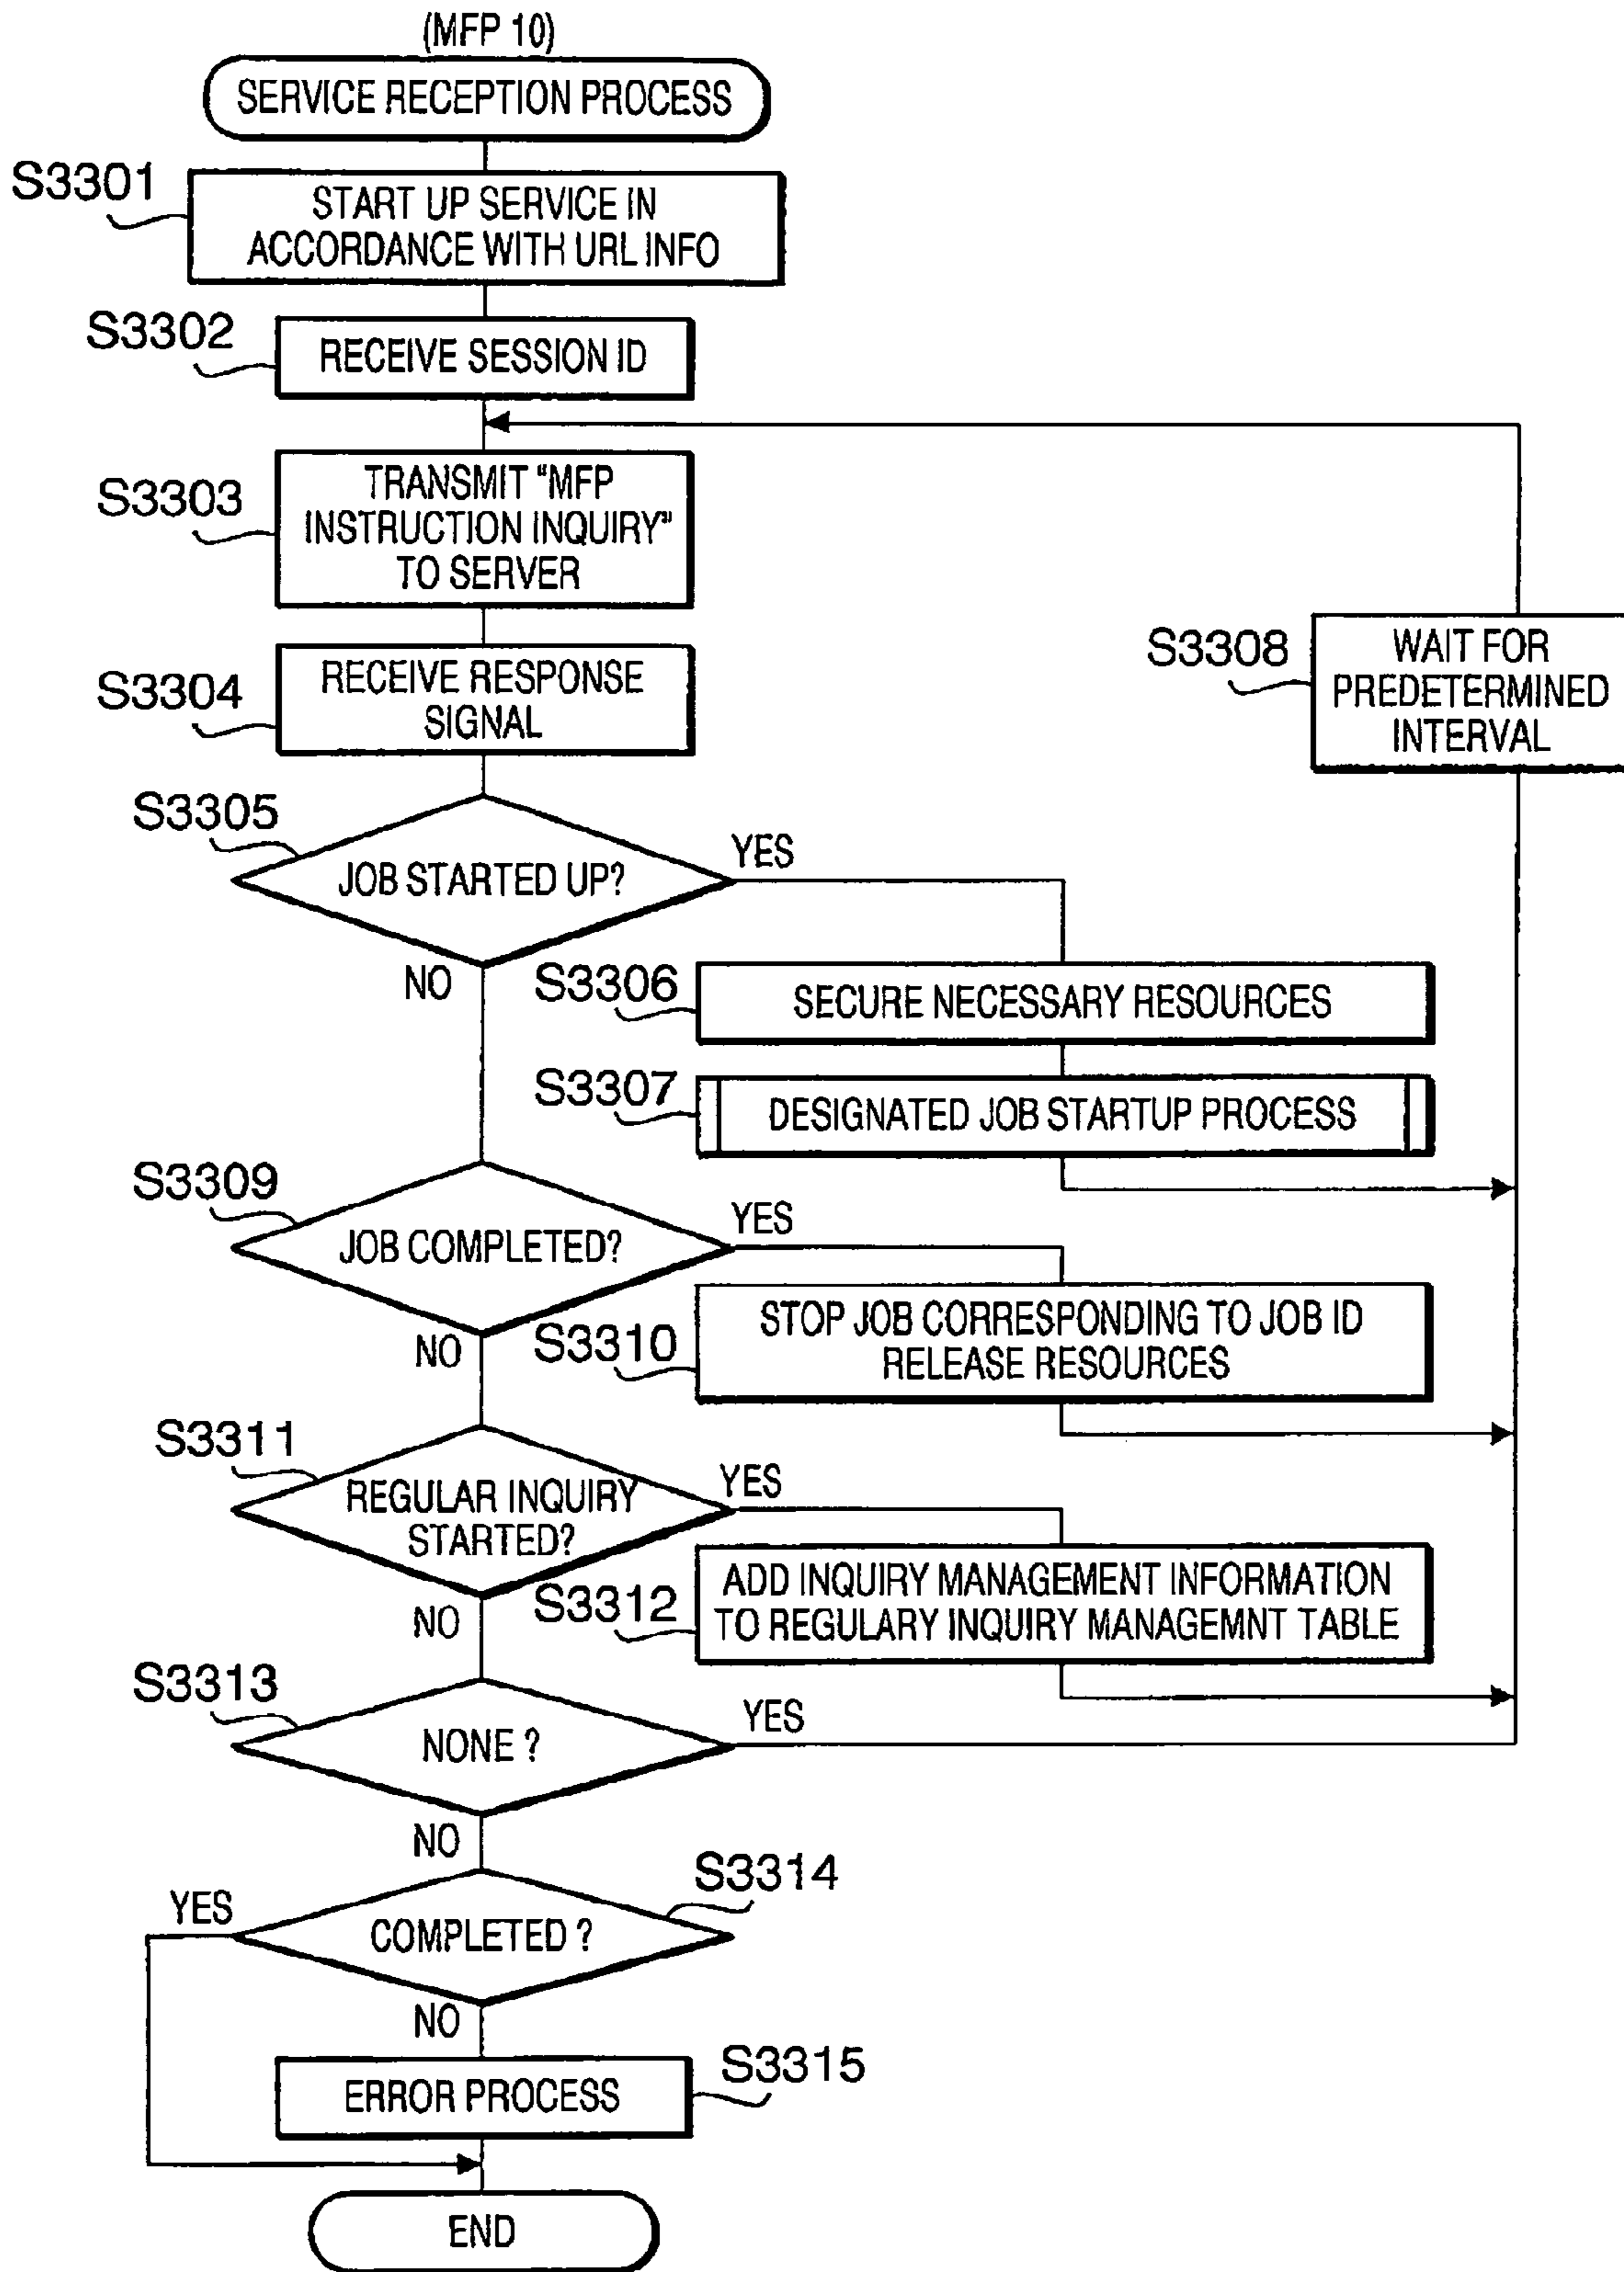 (MFP 10)
SERVICE RECEPTION PROCESS
S3301
START UP SERVICE IN
ACCORDANCE WITH URL INFO
S3302
RECEIVE SESSION ID
S3303
TRANSMIT "MFP
INSTRUCTION INQUIRY"
TO SERVER
S3304
RECEIVE RESPONSE
SIGNAL
S3308
WAIT FOR
PREDETERMINED
INTERVAL
S3305
JOB STARTED UP?
YES
NO
S3306
SECURE NECESSARY RESOURCES
S3307
DESIGNATED JOB STARTUP PROCESS
S3309
JOB COMPLETED?
YES
NO
S3310
STOP JOB CORRESPONDING TO JOB ID
RELEASE RESOURCES
S3311
REGULAR INQUIRY
STARTED?
YES
NO
S3312
ADD INQUIRY MANAGEMENT INFORMATION
TO REGULARY INQUIRY MANAGEMNT TABLE
S3313
NONE ?
YES
NO
S3314
COMPLETED ?
YES
NO
S3315
ERROR PROCESS
END